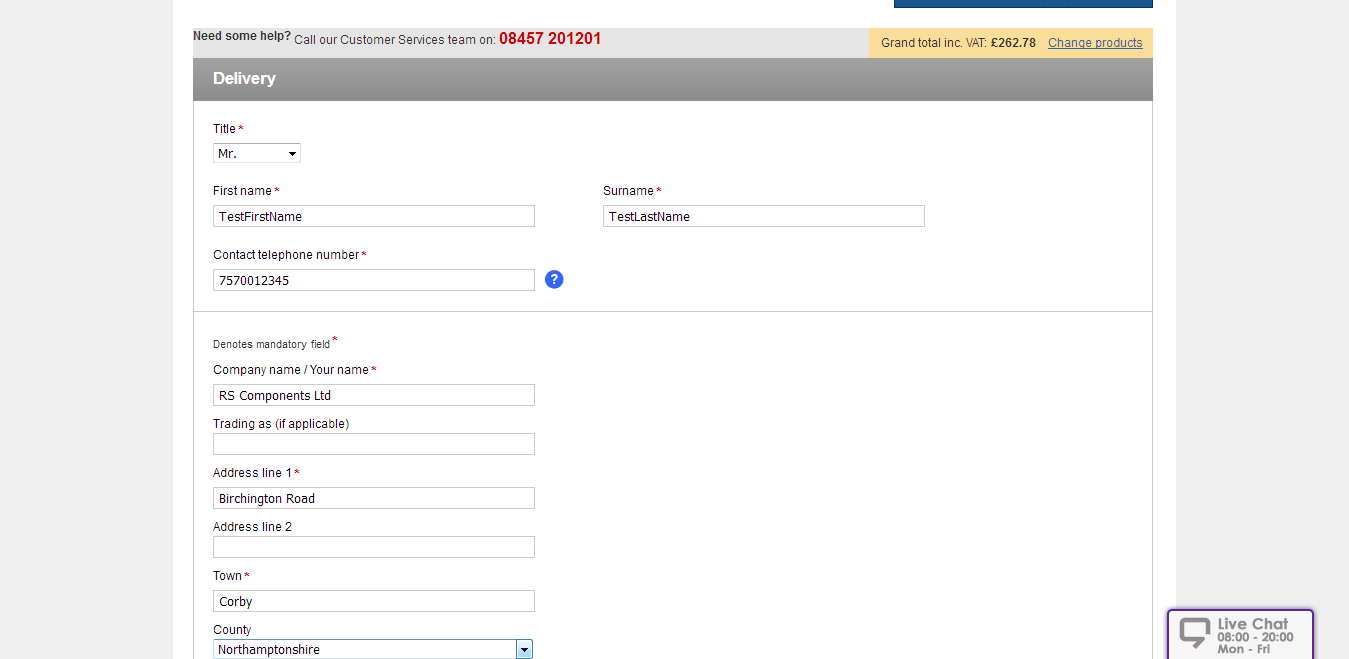 Need some help? Call our Customer Services team on: 08457 201201
Grand total inc. VAT: £262.78 Change products
Delivery
Title*
Mr.
First name* Surname*
TestFirstName TestLastName
Contact telephone number*
7570012345 ?
Denotes mandatory field*
Company name / Your name*
RS Components Ltd
Trading as (if applicable)
Address line 1*
Birchington Road
Address line 2
Town*
Corby
County
Northamptonshire
Live Chat
08:00 - 20:00
Mon - Fri